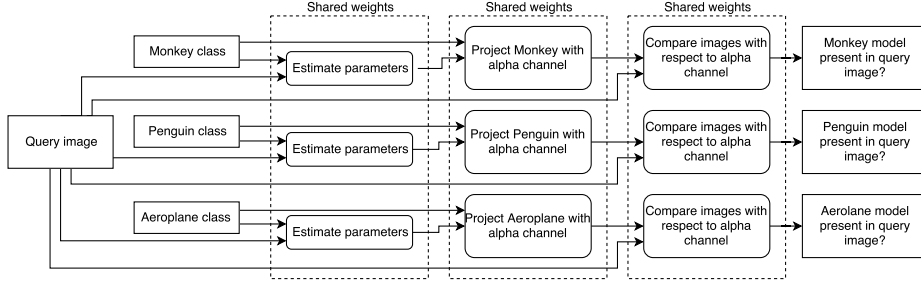 Shared weights
Shared weights
Shared weights
Monkey class
Estimate parameters
Project Monkey with
alpha channel
Compare images with
respect to alpha
channel
Monkey model
present in query
image?
Query image
Penguin class
Estimate parameters
Project Penguin with
alpha channel
Compare images with
respect to alpha
channel
Penguin model
present in query
image?
Aeroplane class
Estimate parameters
Project Aeroplane with
alpha channel
Compare images with
respect to alpha
channel
Aerolane model
present in query
image?